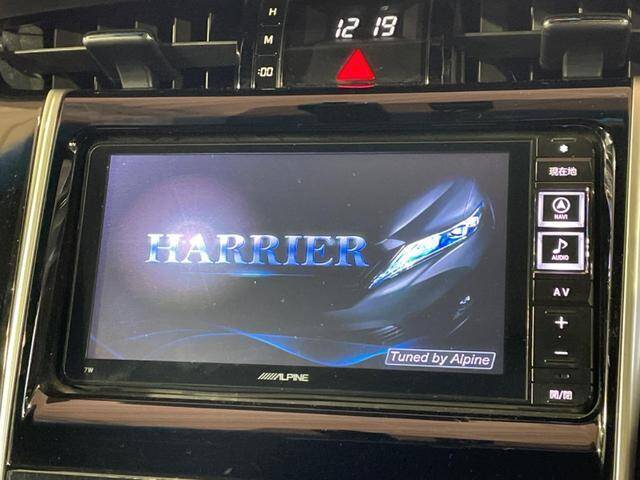 H
12 19
M
:00
現在地
NAVI
HARRIER
AUDIO
AV
+
Tuned by Alpine
−
7W
ALPINE
開/閉